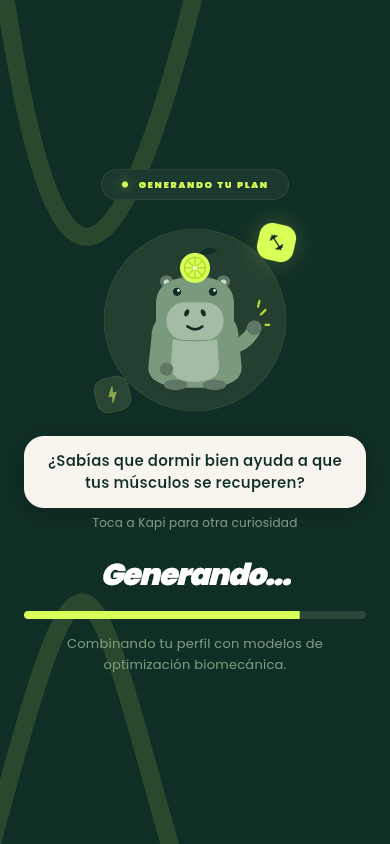 GENERANDO TU PLAN
¿Sabías que dormir bien ayuda a que
tus músculos se recuperen?
Toca a Kapi para otra curiosidad
Generando...
Combinando tu perfil con modelos de
optimización biomecánica.